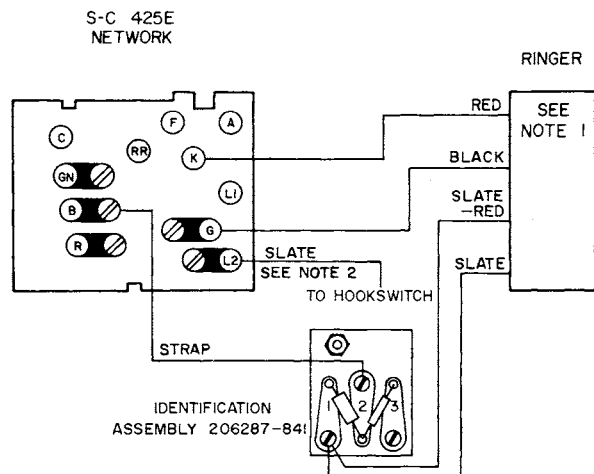 S-C 425E
NETWORK
RINGER
RED
SEE
NOTE 1
F
A
C
RR
K
BLACK
GN
L1
SLATE
-RED
B
G
R
L2
SLATE
SEE NOTE 2
SLATE
TO HOOKSWITCH
STRAP
1
2
3
IDENTIFICATION
ASSEMBLY 206287-841